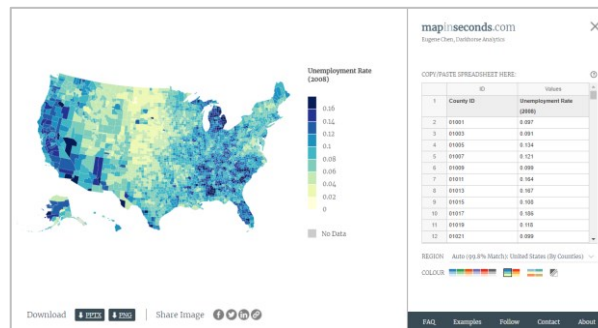 mapinseconds.com
Eugene Chen, Darkhorse Analytics
COPY/PASTE SPREADSHEET HERE:
ID Values
1 County ID Unemployment Rate
(2008)
2 01001 0.097
3 01003 0.091
4 01005 0.134
5 01007 0.121
6 01009 0.099
7 01011 0.164
8 01013 0.167
9 01015 0.108
10 01017 0.186
11 01019 0.118
12 01021 0.099
REGION Auto (99.8% Match): United States (By Counties)
COLOUR
FAQ Examples Follow Contact About
Unemployment Rate
(2008)
0.16
0.14
0.12
0.1
0.08
0.06
0.04
0.02
0
No Data
Download PPTX PNG Share Image